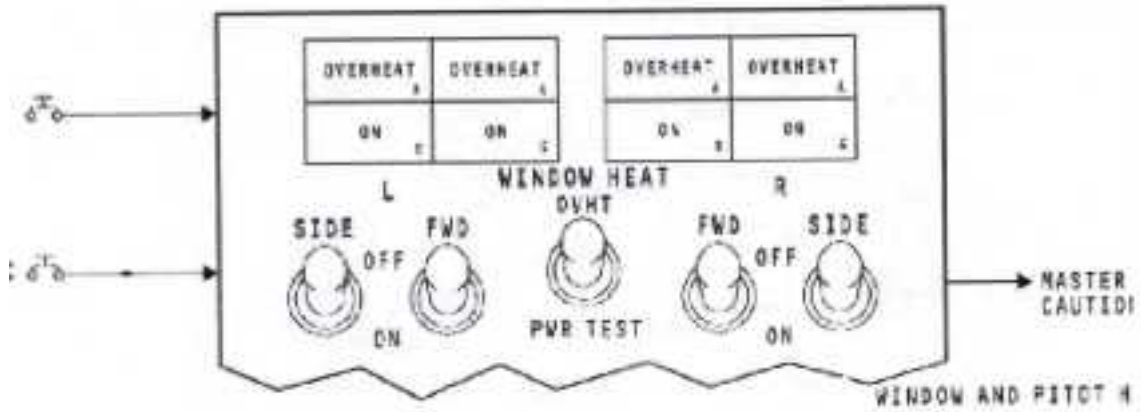 OVERHEAT OVERHEAT OVERHEAT OVERHEAT
ON ON ON ON
L WINDOW HEAT R
OVHT
SIDE FWD FWD SIDE
OFF OFF
ON PWR TEST ON
MASTER
CAUTIO
WINDOW AND PITOT H